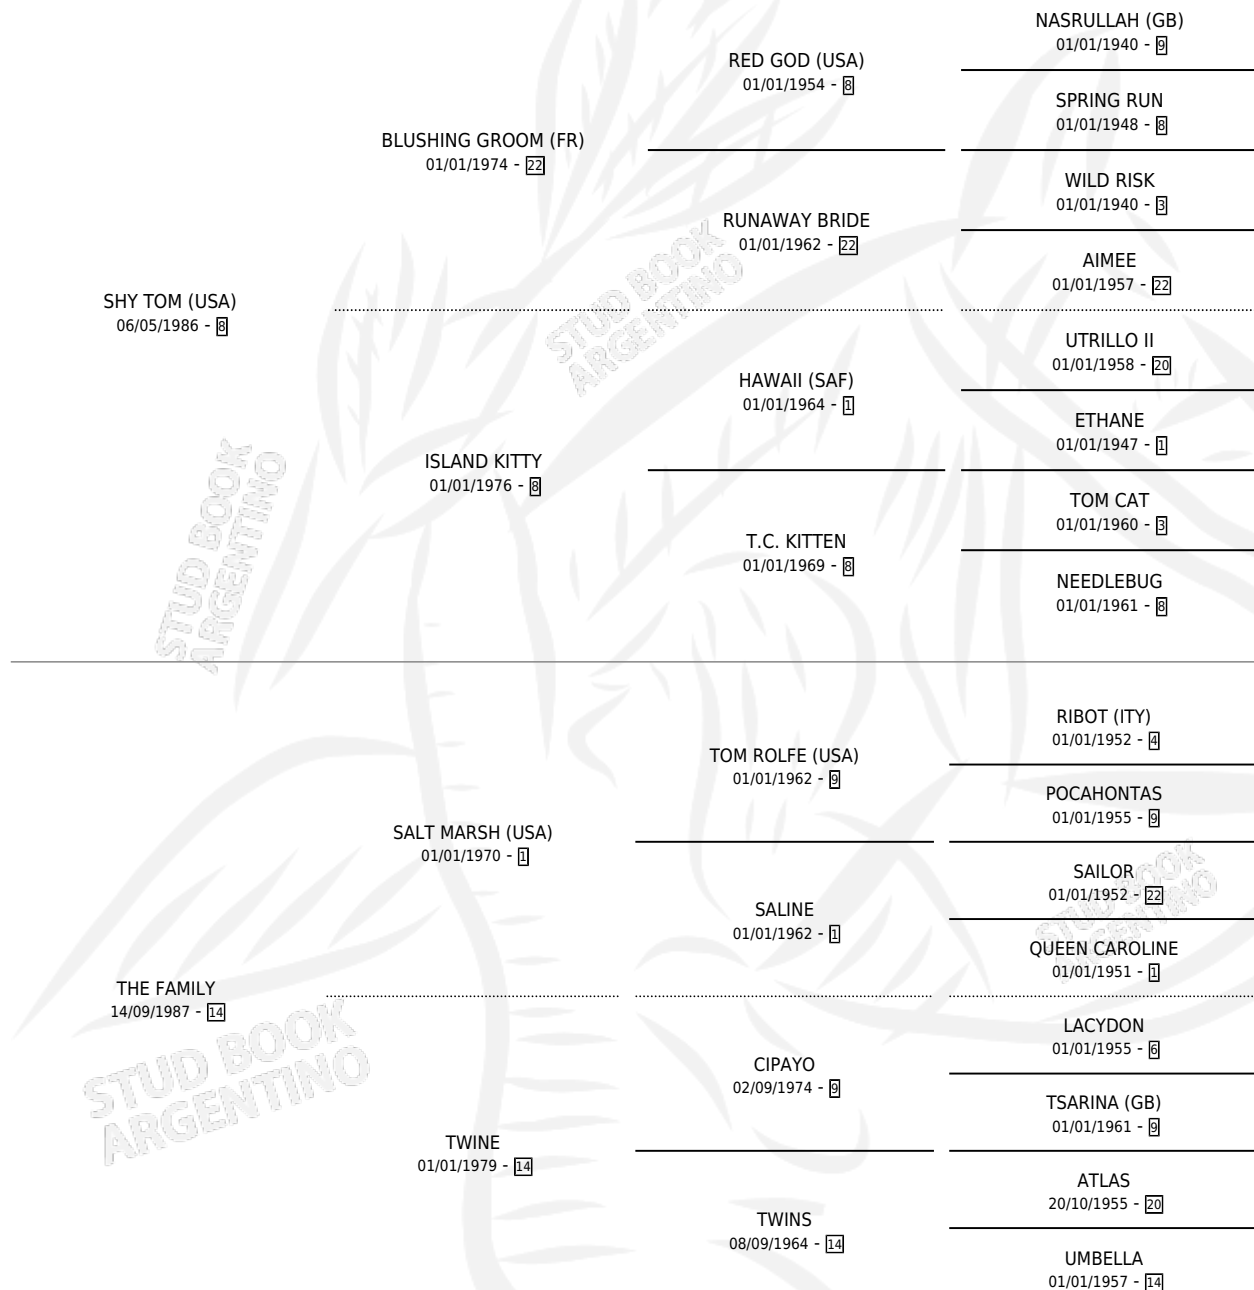 NASRULLAH (GB)
01/01/1940 - 9
RED GOD (USA)
01/01/1954 - 8
SPRING RUN
01/01/1948 - 8
BLUSHING GROOM (FR)
01/01/1974 - 22
WILD RISK
01/01/1940 - 3
RUNAWAY BRIDE
01/01/1962 - 22
AIMEE
01/01/1957 - 22
SHY TOM (USA)
06/05/1986 - 8
UTRILLO II
01/01/1958 - 20
HAWAII (SAF)
01/01/1964 - 1
ETHANE
01/01/1947 - 1
ISLAND KITTY
01/01/1976 - 8
TOM CAT
01/01/1960 - 3
T.C. KITTEN
01/01/1969 - 8
NEEDLEBUG
01/01/1961 - 8
RIBOT (ITY)
01/01/1952 - 4
TOM ROLFE (USA)
01/01/1962 - 9
POCAHONTAS
01/01/1955 - 9
SALT MARSH (USA)
01/01/1970 - 1
SAILOR
01/01/1952 - 22
SALINE
01/01/1962 - 1
QUEEN CAROLINE
01/01/1951 - 1
THE FAMILY
14/09/1987 - 14
LACYDON
01/01/1955 - 6
CIPAYO
02/09/1974 - 9
TSARINA (GB)
01/01/1961 - 9
TWINE
01/01/1979 - 14
ATLAS
20/10/1955 - 20
TWINS
08/09/1964 - 14
UMBELLA
01/01/1957 - 14
STUD BOOK
ARGENTINO
STUD BOOK
ARGENTINO
STUD BOOK
ARGENTINO
STUD BOOK
ARGENTINO